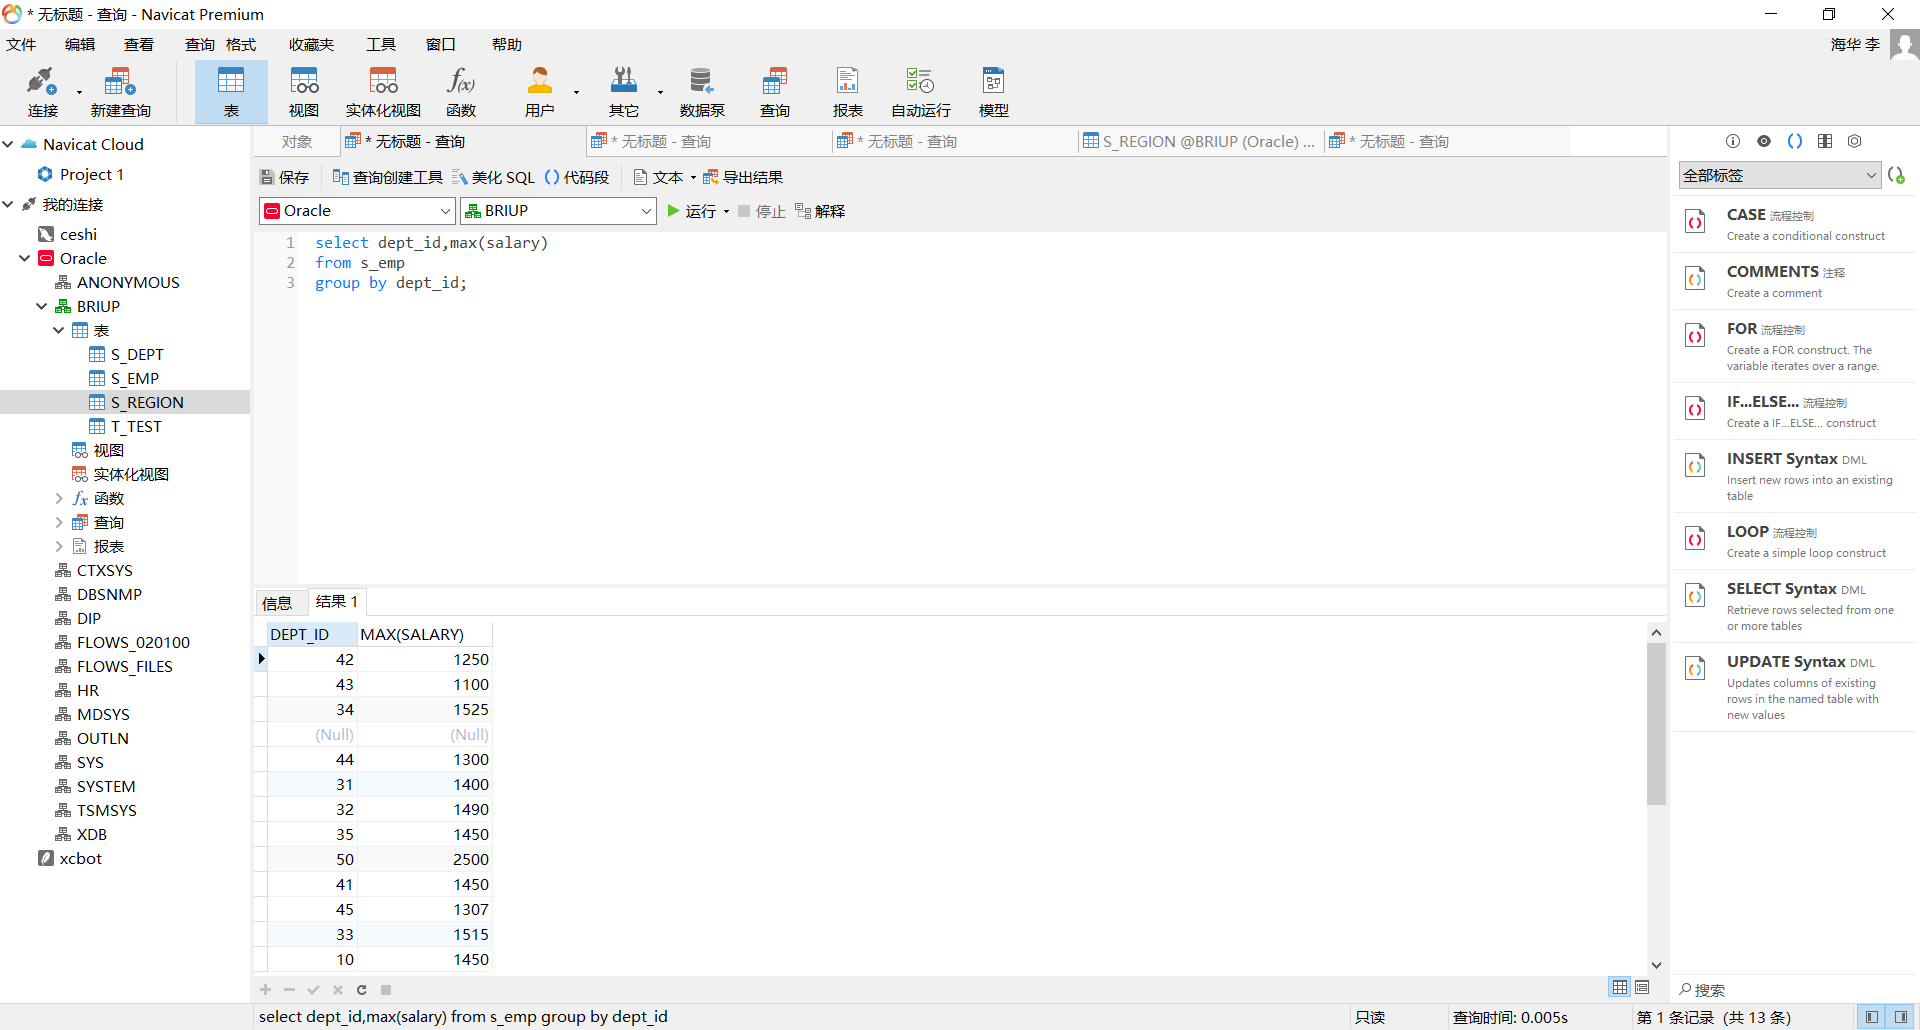 * 无标题 - 查询 - Navicat Premium
文件 编辑 查看 查询 格式 收藏夹 工具 窗口 帮助 海华 李
连接 新建查询 表 视图 实体化视图 函数 用户 其它 数据泵 查询 报表 自动运行 模型
Navicat Cloud
Project 1
我的连接
ceshi
Oracle
ANONYMOUS
BRIUP
表
S_DEPT
S_EMP
S_REGION
T_TEST
视图
实体化视图
函数
查询
报表
CTXSYS
DBSNMP
DIP
FLOWS_020100
FLOWS_FILES
HR
MDSYS
OUTLN
SYS
SYSTEM
TSMSYS
XDB
xcbot
对象 * 无标题 - 查询 * 无标题 - 查询 * 无标题 - 查询 S_REGION @BRIUP (Oracle) ... * 无标题 - 查询
保存 查询创建工具 美化 SQL () 代码段 文本 导出结果
Oracle BRIUP 运行 停止 解释
1 select dept_id,max(salary)
2 from s_emp
3 group by dept_id;
信息 结果 1
DEPT_ID MAX(SALARY)
42 1250
43 1100
34 1525
(Null) (Null)
44 1300
31 1400
32 1490
35 1450
50 2500
41 1450
45 1307
33 1515
10 1450
全部标签
CASE 流程控制
Create a conditional construct
COMMENTS 注释
Create a comment
FOR 流程控制
Create a FOR construct. The
variable iterates over a range.
IF...ELSE... 流程控制
Create a IF...ELSE... construct
INSERT Syntax DML
Insert new rows into an existing
table
LOOP 流程控制
Create a simple loop construct
SELECT Syntax DML
Retrieve rows selected from one
or more tables
UPDATE Syntax DML
Updates columns of existing
rows in the named table with
new values
搜索
select dept_id,max(salary) from s_emp group by dept_id 只读 查询时间: 0.005s 第 1 条记录 (共 13 条)